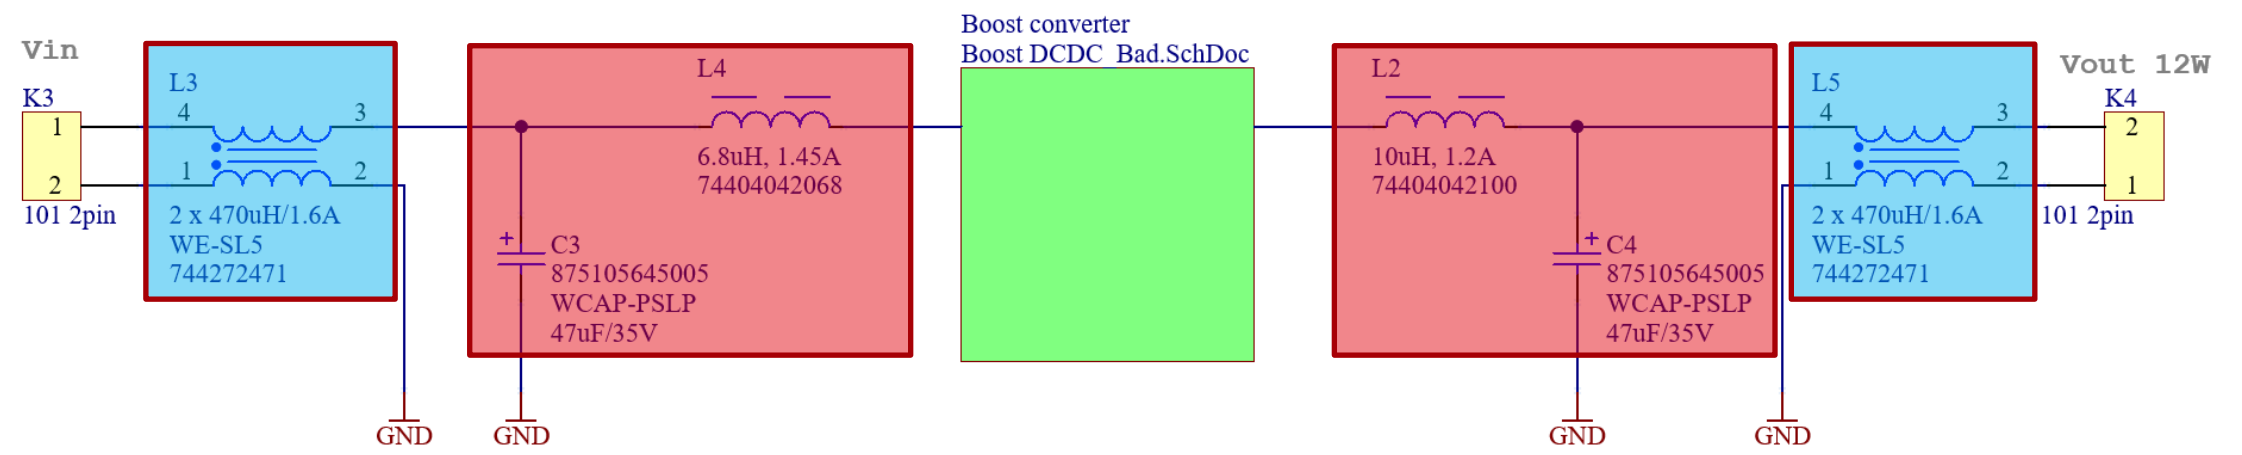 Vin
K3
1
2
101 2pin
L3
4
3
1
2
2 x 470uH/1.6A
WE-SL5
744272471
GND
L4
6.8uH, 1.45A
74404042068
+
C3
875105645005
WCAP-PSLP
47uF/35V
GND
Boost converter
Boost DCDC_Bad.SchDoc
L2
10uH, 1.2A
74404042100
+
C4
875105645005
WCAP-PSLP
47uF/35V
GND
L5
4
3
1
2
2 x 470uH/1.6A
WE-SL5
744272471
GND
Vout 12W
K4
2
1
101 2pin